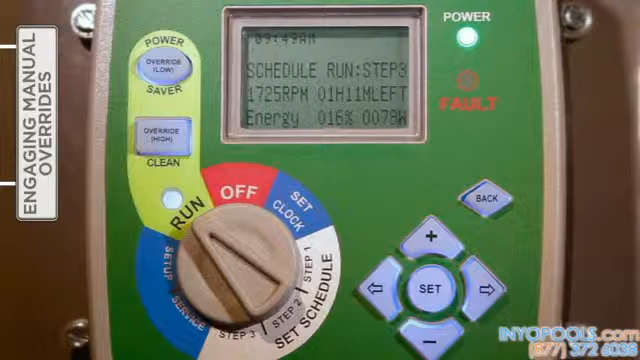 ENGAGING MANUAL
OVERRIDES
POWER
OVERRIDE
(LOW)
SAVER
OVERRIDE
(HIGH)
CLEAN
09:49AM
SCHEDULE RUN:STEP3
1725RPM 01H11MLEFT
Energy 016% 0078W
POWER
FAULT
RUN
OFF
SET
CLOCK
SETUP
SERVICE
STEP 1
STEP 2
STEP 3
SET SCHEDULE
BACK
+
SET
−
INYOPOOLS.com
(877) 372 6038